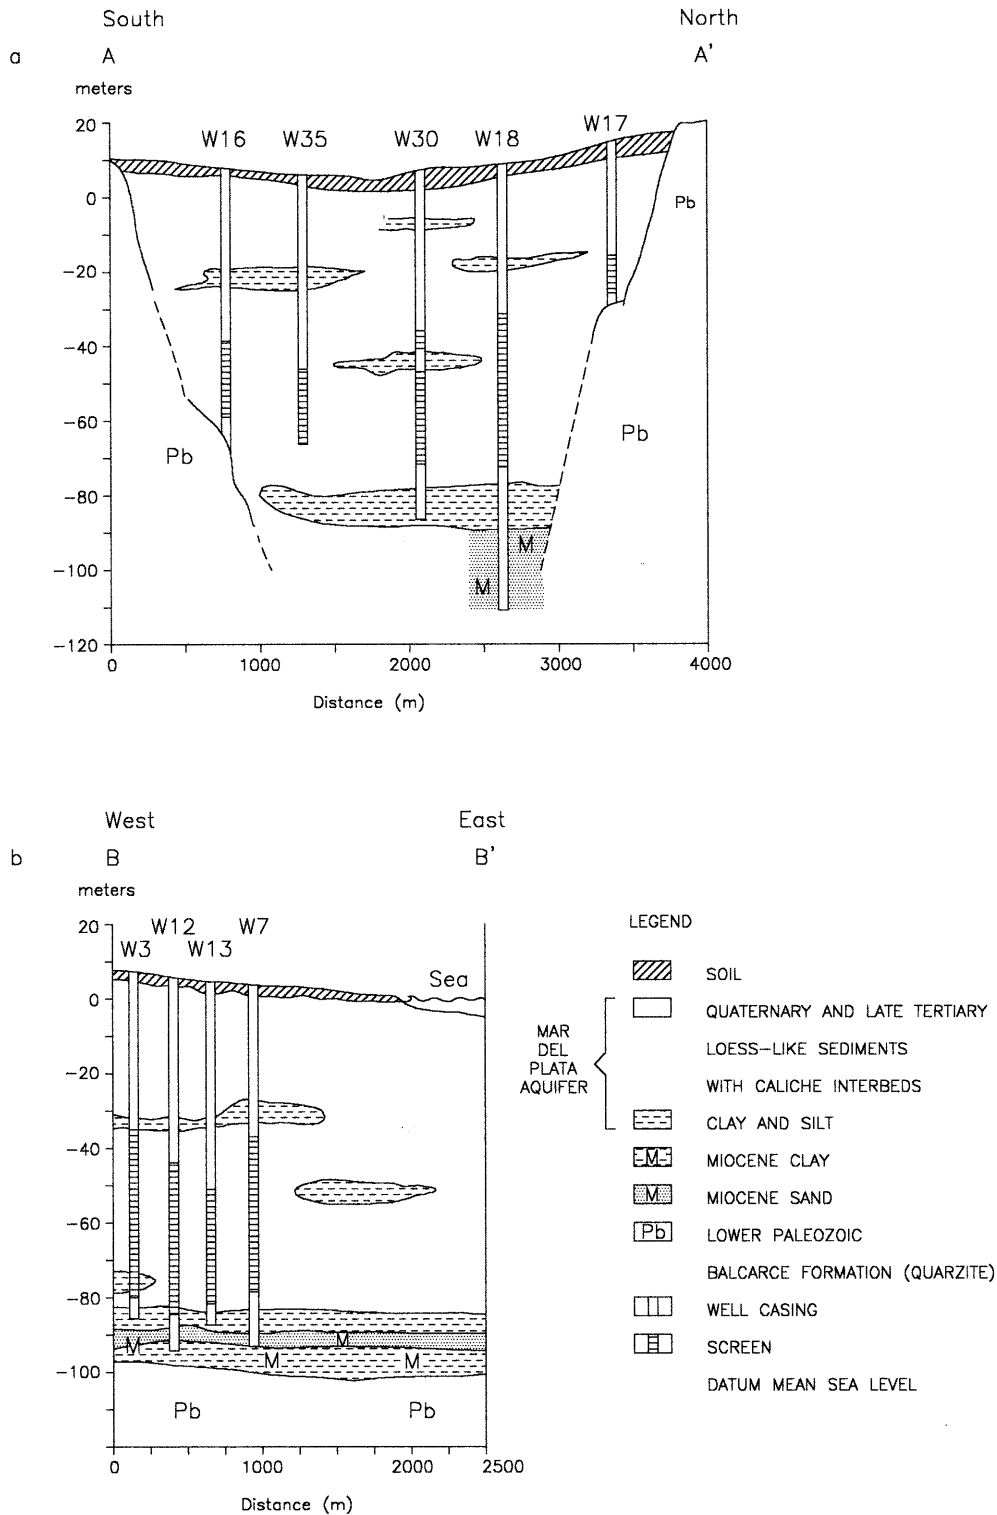 South North
a A A'
meters
W16 W35 W30 W18 W17
20
0
-20
-40
-60
-80
-100
-120
Pb
Pb
Pb
M
M
0 1000 2000 3000 4000
Distance (m)
West East
b B B'
meters
W12 W7
W3 W13
Sea
20
0
-20
-40
-60
-80
-100
M M
M M
Pb Pb
0 1000 2000 2500
Distance (m)
LEGEND
SOIL
MAR
DEL
PLATA
AQUIFER
QUATERNARY AND LATE TERTIARY
LOESS-LIKE SEDIMENTS
WITH CALICHE INTERBEDS
CLAY AND SILT
M MIOCENE CLAY
M MIOCENE SAND
Pb LOWER PALEOZOIC
BALCARCE FORMATION (QUARZITE)
WELL CASING
SCREEN
DATUM MEAN SEA LEVEL